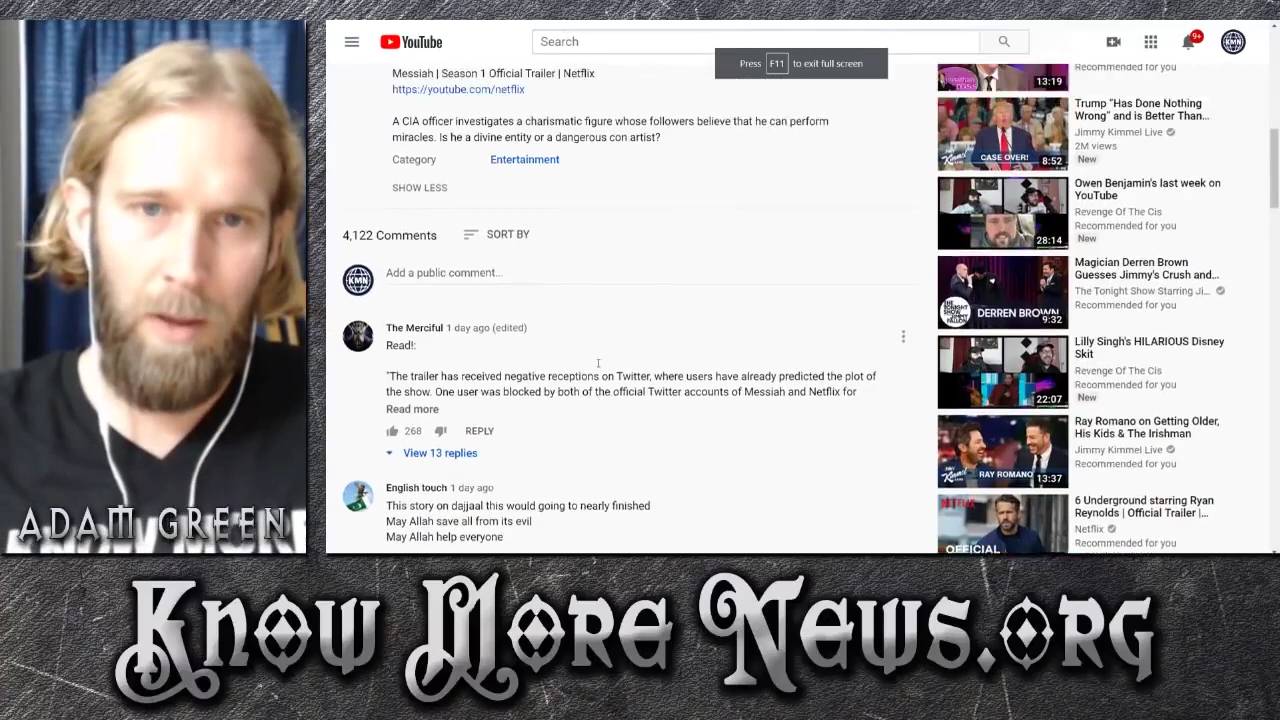 YouTube
Search
Press F11 to exit full screen
9+
KMN
Messiah | Season 1 Official Trailer | Netflix
https://youtube.com/netflix
A CIA officer investigates a charismatic figure whose followers believe that he can perform
miracles. Is he a divine entity or a dangerous con artist?
Category
Entertainment
SHOW LESS
4,122 Comments
SORT BY
KMN
Add a public comment...
The Merciful 1 day ago (edited)
Read!:
"The trailer has received negative receptions on Twitter, where users have already predicted the plot of
the show. One user was blocked by both of the official Twitter accounts of Messiah and Netflix for
Read more
268
REPLY
View 13 replies
English touch 1 day ago
This story on dajjaal this would going to nearly finished
May Allah save all from its evil
May Allah help everyone
13:19
Recommended for you
CASE OVER!
8:52
Trump "Has Done Nothing
Wrong" and is Better Than...
Jimmy Kimmel Live
2M views
New
28:14
Owen Benjamin's last week on
YouTube
Revenge Of The Cis
New
THE TONIGHT SHOW
DERREN BROWN
9:32
Magician Derren Brown
Guesses Jimmy's Crush and...
The Tonight Show Starring Ji...
Recommended for you
22:07
Lilly Singh's HILARIOUS Disney
Skit
Revenge Of The Cis
Recommended for you
New
RAY ROMANO
13:37
Ray Romano on Getting Older,
His Kids & The Irishman
Jimmy Kimmel Live
Recommended for you
NETFLIX
OFFICIAL
6 Underground starring Ryan
Reynolds | Official Trailer |...
Netflix
Recommended for you
ADAM GREEN
Know More News.org